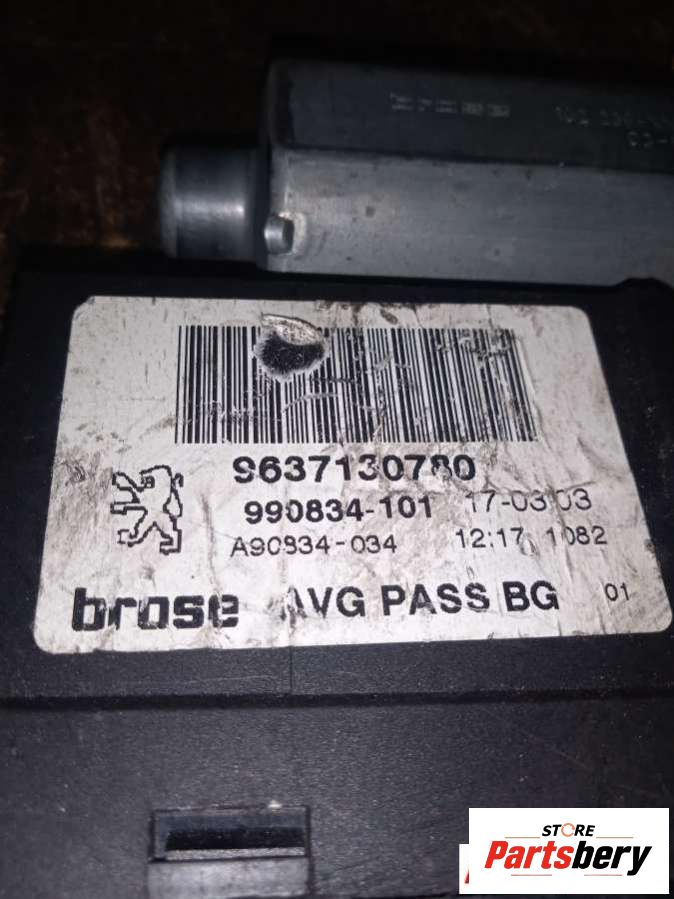 9637130780
990834-101 17-03 03
A90834-034 12:17 1082
brose AVG PASS BG 01
STORE
Partsbery